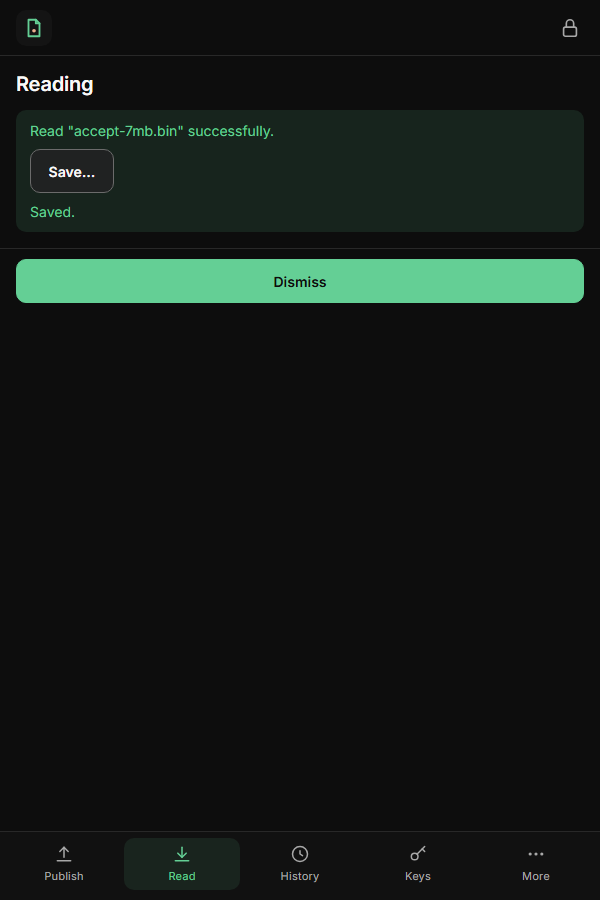 Reading
Read "accept-7mb.bin" successfully.
Save...
Saved.
Dismiss
Publish
Read
History
Keys
More